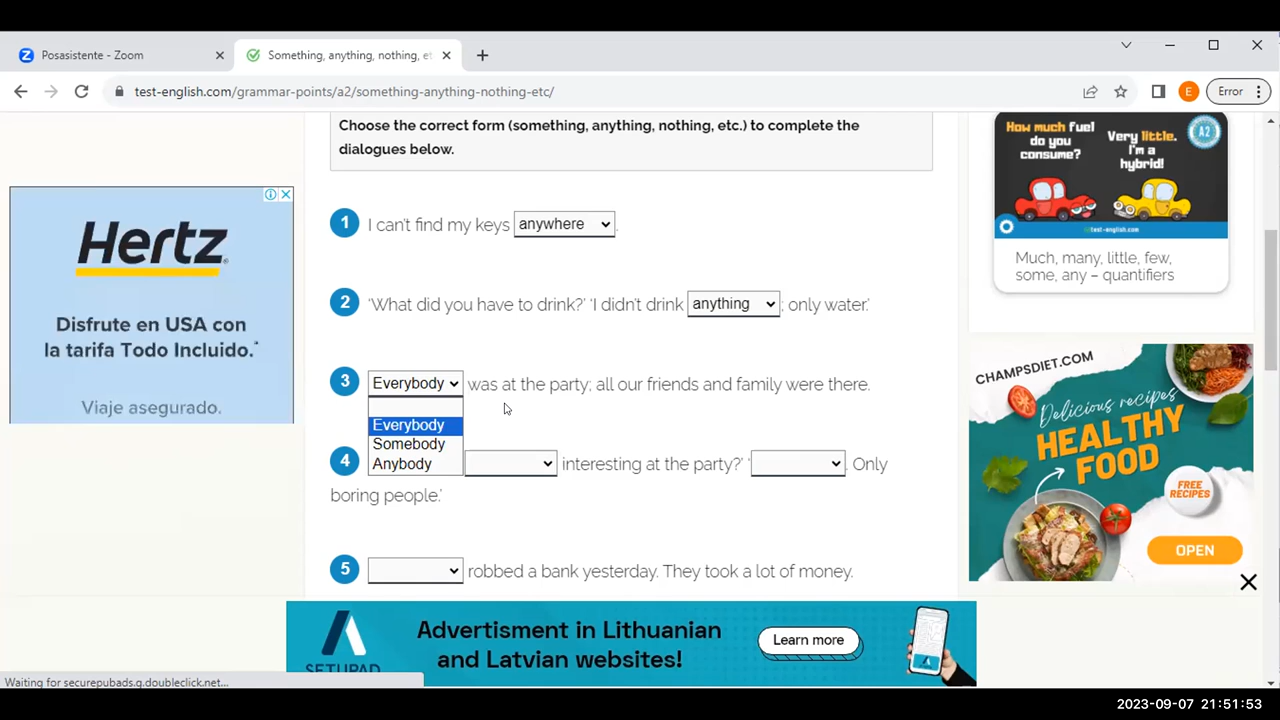 Posasistente - Zoom
Something, anything, nothing, et
test-english.com/grammar-points/a2/something-anything-nothing-etc/
E
Error
Choose the correct form (something, anything, nothing, etc.) to complete the
dialogues below.
1 I can't find my keys anywhere .
2 'What did you have to drink?' 'I didn't drink anything ; only water.'
3 Everybody was at the party; all our friends and family were there.
Everybody
Somebody
Anybody
4 interesting at the party?' ' . Only
boring people.'
5 robbed a bank yesterday. They took a lot of money.
Hertz
Disfrute en USA con
la tarifa Todo Incluido.*
Viaje asegurado.
How much fuel
do you
consume?
Very little.
I'm a
hybrid!
A2
test-english.com
Much, many, little, few,
some, any – quantifiers
CHAMPSDIET.COM
Delicious recipes
HEALTHY
FOOD
FREE
RECIPES
OPEN
SETUPAD
Advertisment in Lithuanian
and Latvian websites!
Learn more
Waiting for securepubads.g.doubleclick.net...
2023-09-07 21:51:53